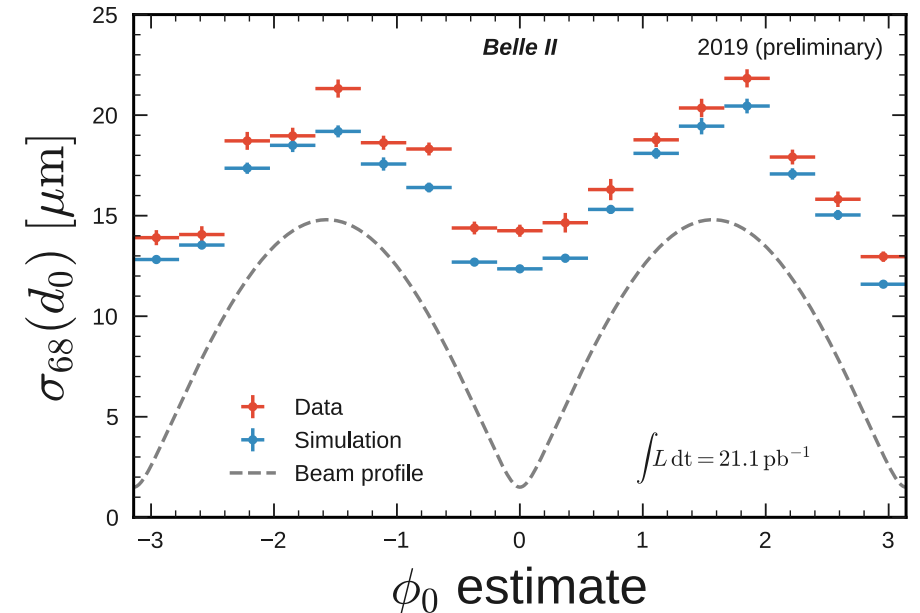 Belle II 2019 (preliminary)
σ₆₈(d₀) [μm]
25
20
15
10
5
0
Data
Simulation
Beam profile
∫L dt = 21.1 pb⁻¹
−3 −2 −1 0 1 2 3
ϕ₀ estimate